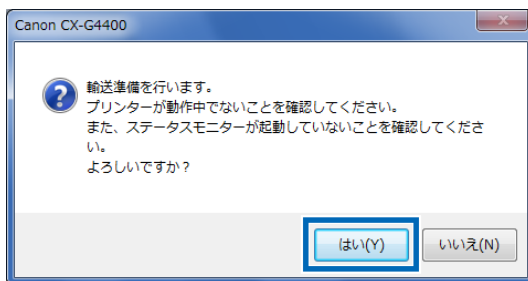 Canon CX-G4400
輸送準備を行います。
プリンターが動作中でないことを確認してください。
また、ステータスモニターが起動していないことを確認してくださ
い。
よろしいですか？
はい(Y) いいえ(N)